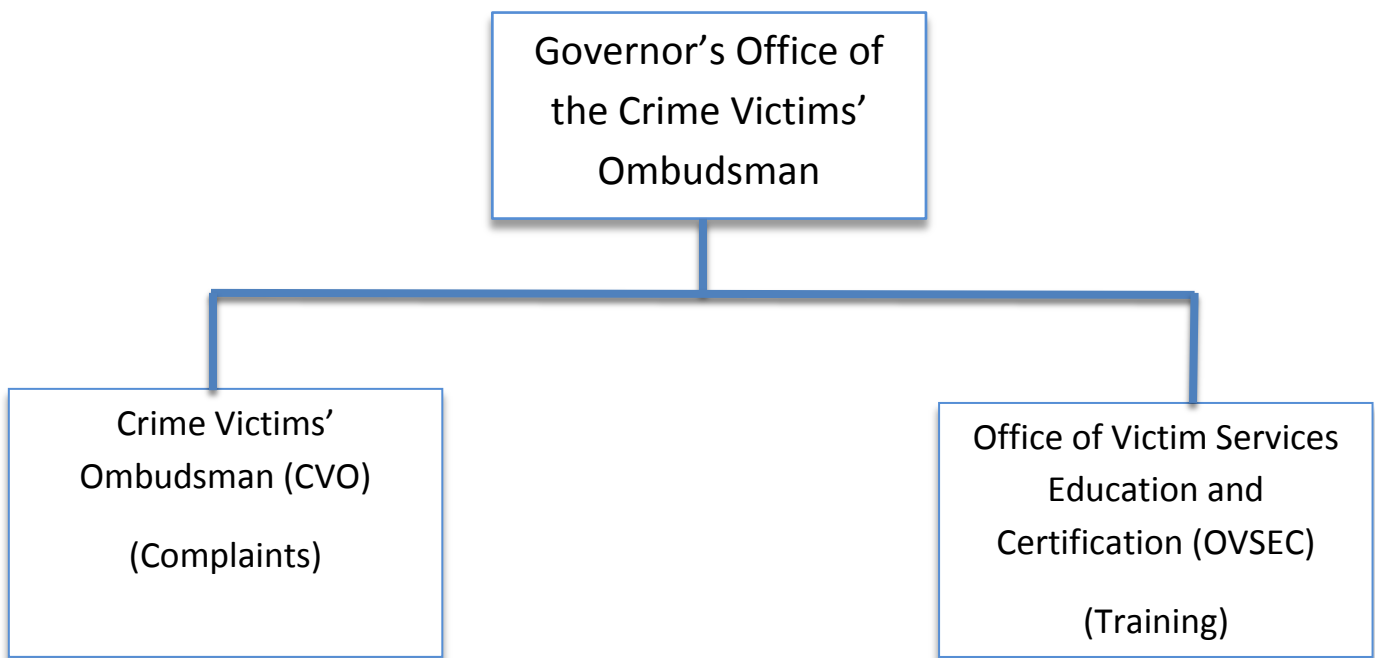 Governor’s Office of
the Crime Victims’
Ombudsman
Crime Victims’
Ombudsman (CVO)
(Complaints)
Office of Victim Services
Education and
Certification (OVSEC)
(Training)